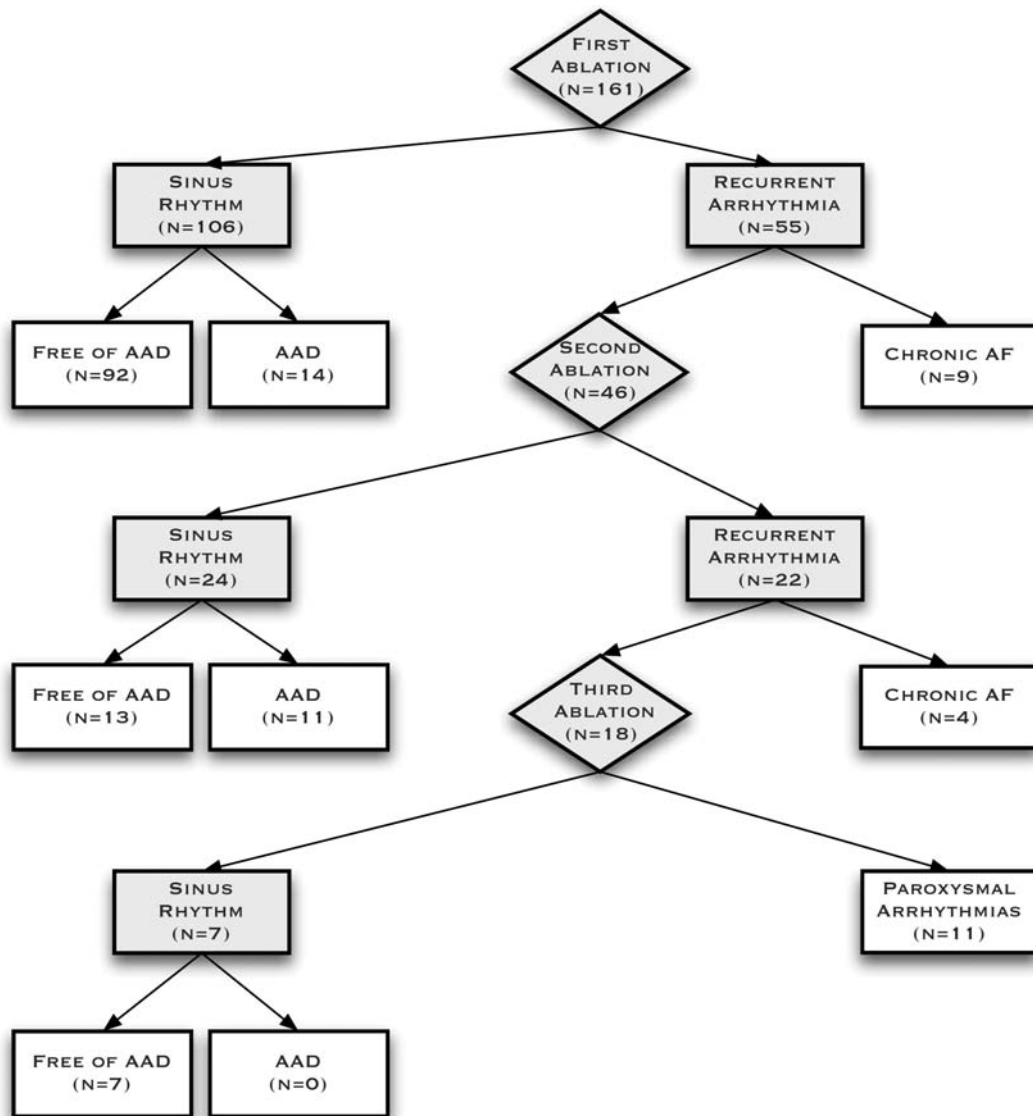 First
Ablation
(n=161)
Sinus
Rhythm
(n=106)
Recurrent
Arrhythmia
(n=55)
Free of AAD
(n=92)
AAD
(n=14)
Second
Ablation
(n=46)
Chronic AF
(n=9)
Sinus
Rhythm
(n=24)
Recurrent
Arrhythmia
(n=22)
Free of AAD
(n=13)
AAD
(n=11)
Third
Ablation
(n=18)
Chronic AF
(n=4)
Sinus
Rhythm
(n=7)
Paroxysmal
Arrhythmias
(n=11)
Free of AAD
(n=7)
AAD
(n=0)